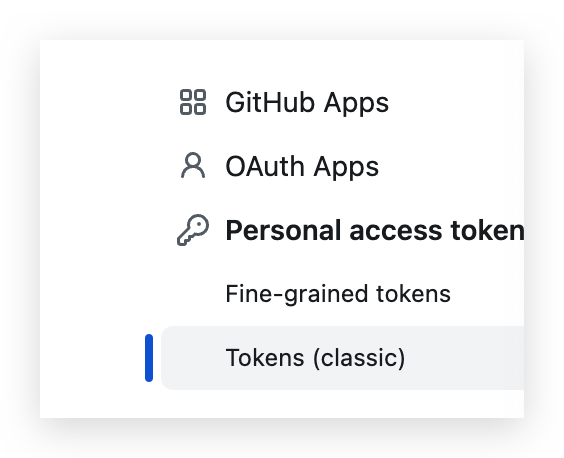 GitHub Apps
OAuth Apps
Personal access token
Fine-grained tokens
Tokens (classic)